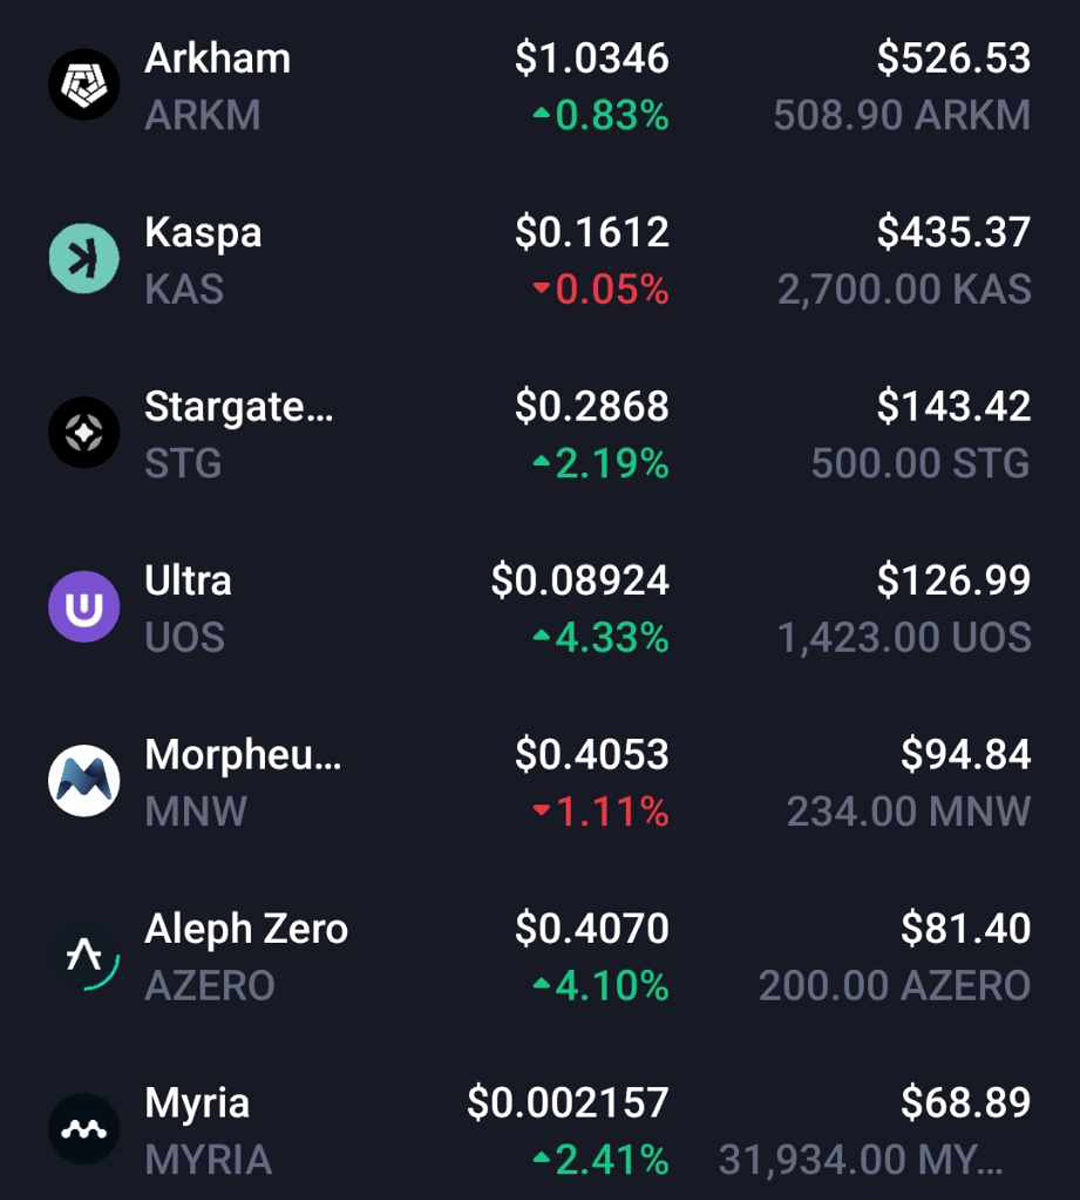 Arkham $1.0346 $526.53
ARKM 0.83% 508.90 ARKM
Kaspa $0.1612 $435.37
KAS 0.05% 2,700.00 KAS
Stargate... $0.2868 $143.42
STG 2.19% 500.00 STG
Ultra $0.08924 $126.99
UOS 4.33% 1,423.00 UOS
Morpheu... $0.4053 $94.84
MNW 1.11% 234.00 MNW
Aleph Zero $0.4070 $81.40
AZERO 4.10% 200.00 AZERO
Myria $0.002157 $68.89
MYRIA 2.41% 31,934.00 MY...